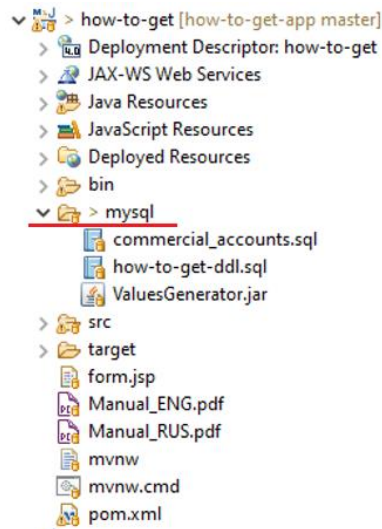 > how-to-get [how-to-get-app master]
> Deployment Descriptor: how-to-get
> JAX-WS Web Services
> Java Resources
> JavaScript Resources
> Deployed Resources
> bin
> mysql
commercial_accounts.sql
how-to-get-ddl.sql
ValuesGenerator.jar
> src
> target
form.jsp
Manual_ENG.pdf
Manual_RUS.pdf
mvnw
mvnw.cmd
pom.xml